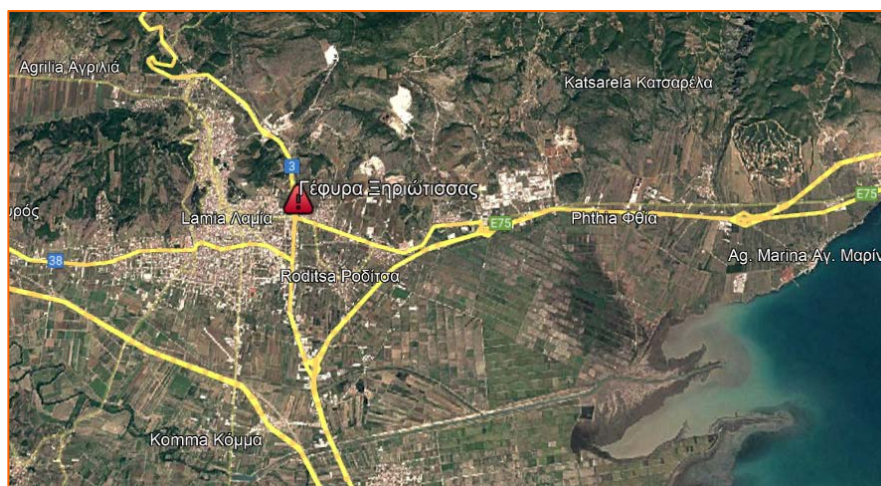 Agrilia Αγριλιά
Katsarela Κατσαρέλα
3
Γέφυρα Ξηριώτισσας
E75
υρός
Lamia Λαμία
E75
Phthia Φθία
38
Roditsa Ροδίτσα
Ag. Marina Αγ. Μαρίν
Komma Κόμμα